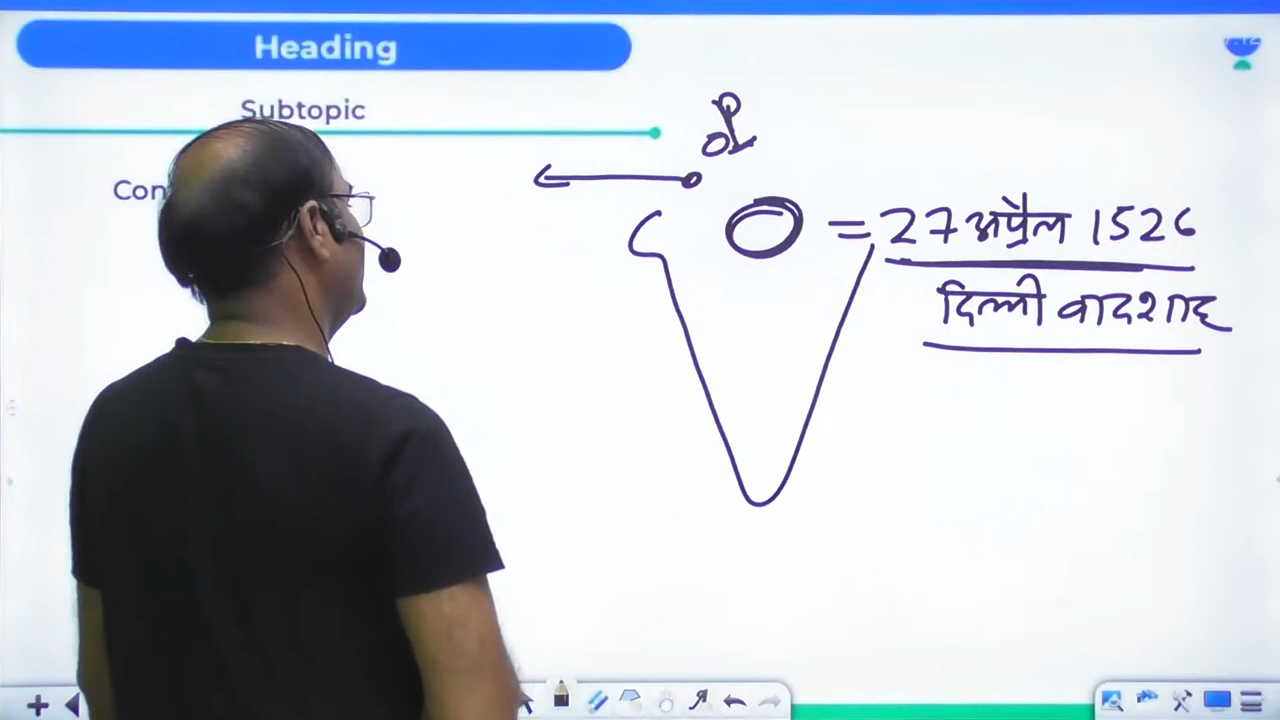 Heading
Subtopic
Con
= 27 अप्रैल 1526
दिल्ली बादशाह